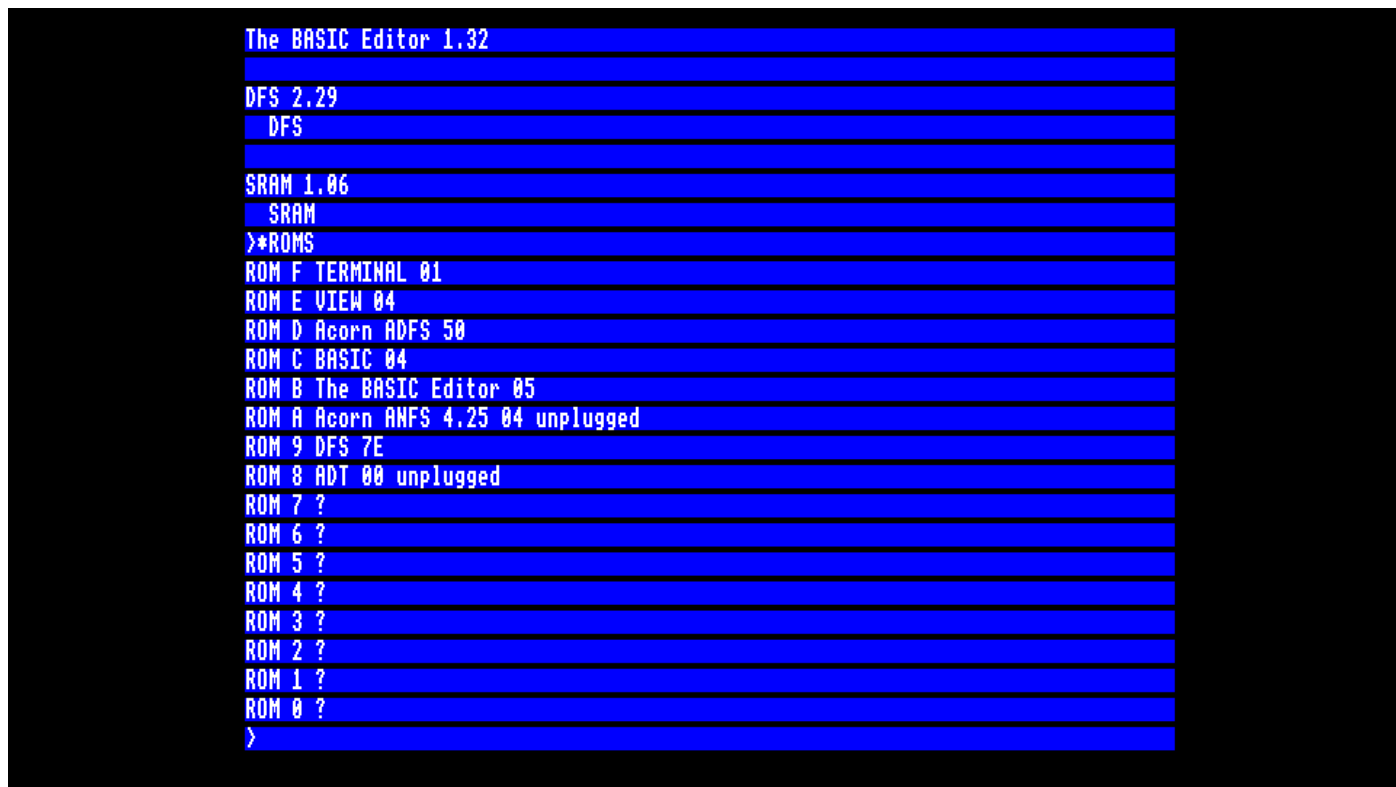 The BASIC Editor 1.32
DFS 2.29
DFS
SRAM 1.06
SRAM
>*ROMS
ROM F TERMINAL 01
ROM E VIEW 04
ROM D Acorn ADFS 50
ROM C BASIC 04
ROM B The BASIC Editor 05
ROM A Acorn ANFS 4.25 04 unplugged
ROM 9 DFS 7E
ROM 8 ADT 00 unplugged
ROM 7 ?
ROM 6 ?
ROM 5 ?
ROM 4 ?
ROM 3 ?
ROM 2 ?
ROM 1 ?
ROM 0 ?
>